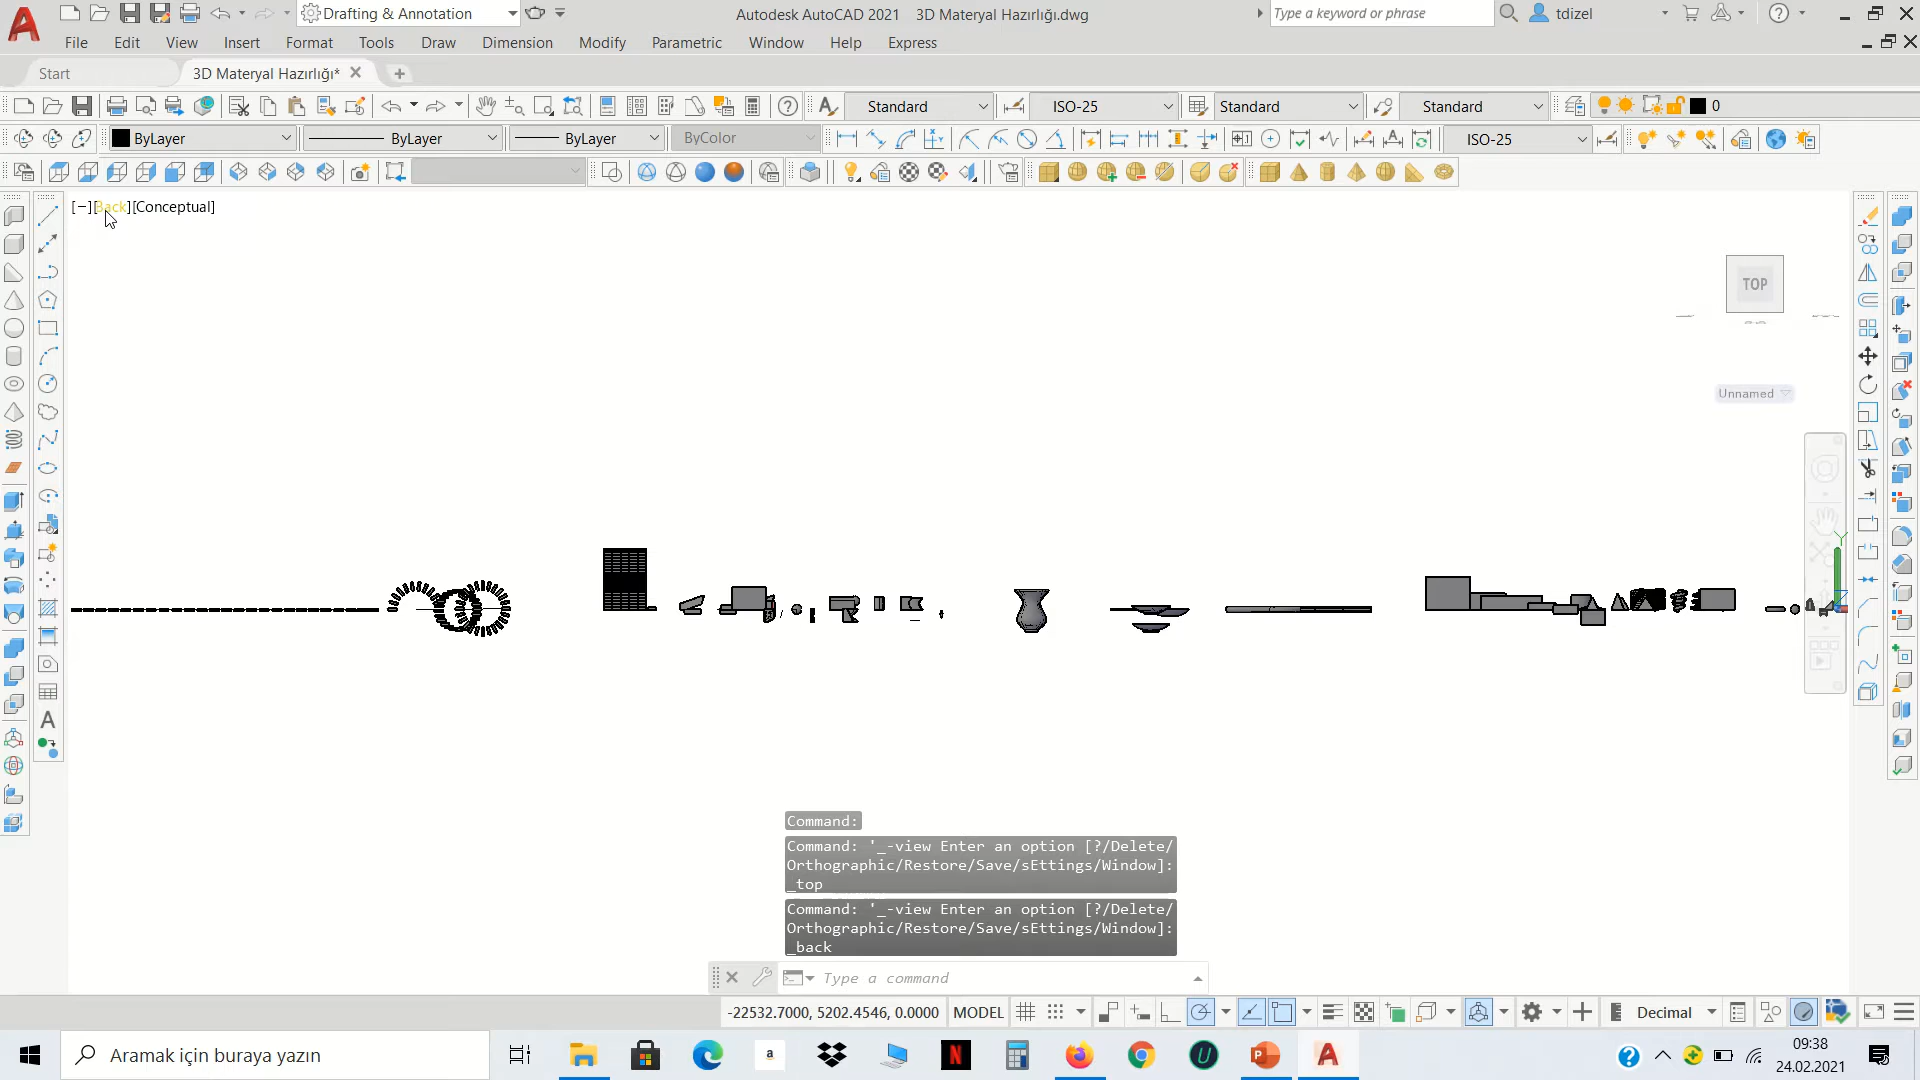 Drafting & Annotation
Autodesk AutoCAD 2021 3D Materyal Hazırlığı.dwg
Type a keyword or phrase
tdizel
File Edit View Insert Format Tools Draw Dimension Modify Parametric Window Help Express
Start
3D Materyal Hazırlığı*
Standard
ISO-25
Standard
Standard
0
ByLayer
ByLayer
ByLayer
ByColor
ISO-25
[−][Back][Conceptual]
TOP
Unnamed
Y
Command:
Command: '_-view Enter an option [?/Delete/
Orthographic/Restore/Save/sEttings/Window]:
_top
Command: '_-view Enter an option [?/Delete/
Orthographic/Restore/Save/sEttings/Window]:
_back
Type a command
-22532.7000, 5202.4546, 0.0000
MODEL
Decimal
Aramak için buraya yazın
09:38
24.02.2021